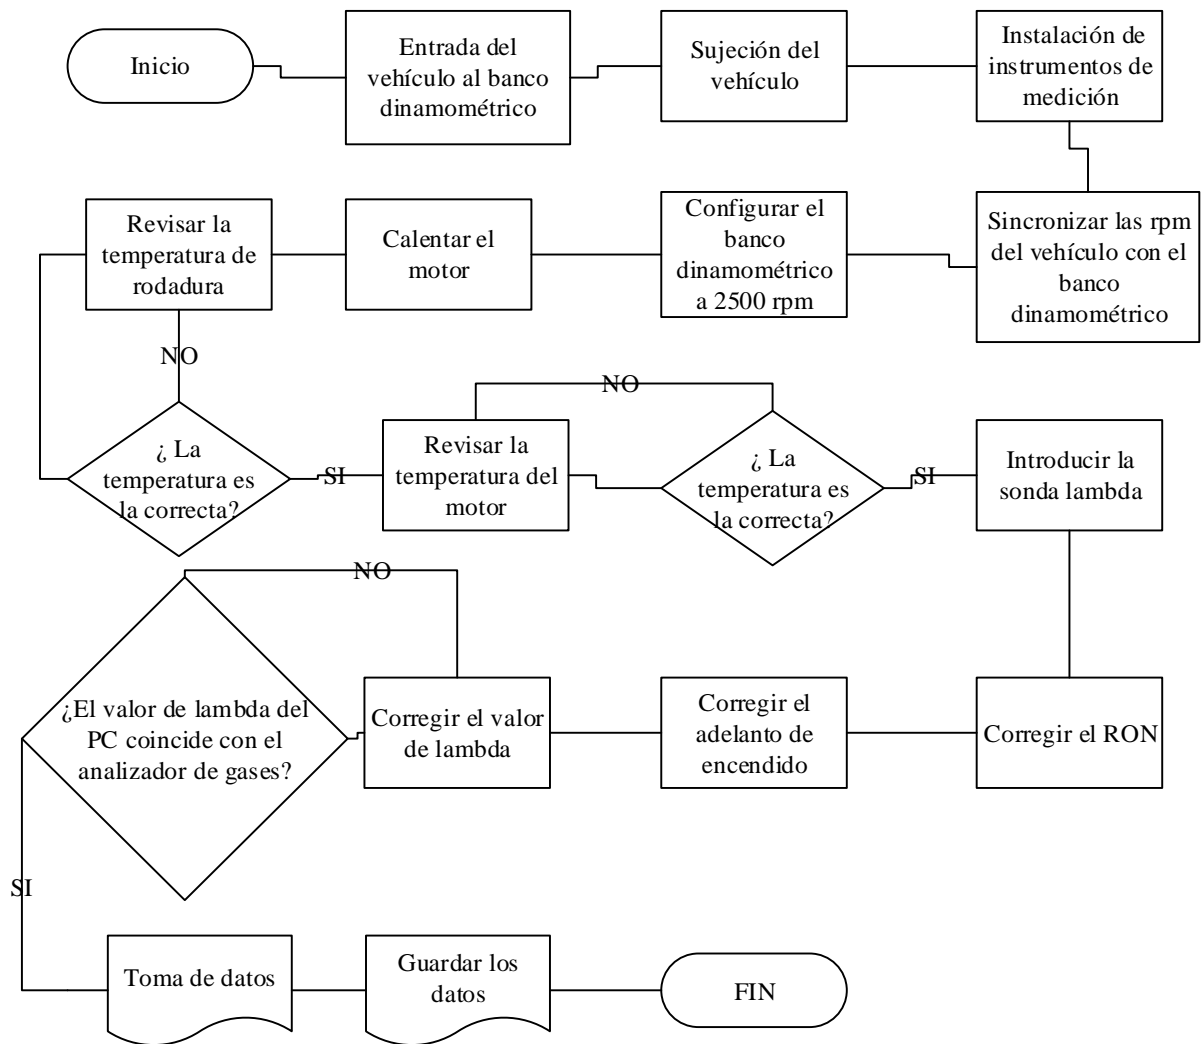 Inicio
Entrada del
vehículo al banco
dinamométrico
Sujeción del
vehículo
Instalación de
instrumentos de
medición
Sincronizar las rpm
del vehículo con el
banco
dinamométrico
Configurar el
banco
dinamométrico
a 2500 rpm
Calentar el
motor
Revisar la
temperatura de
rodadura
NO
¿ La
temperatura es
la correcta?
SI
Revisar la
temperatura del
motor
NO
¿ La
temperatura es
la correcta?
SI
Introducir la
sonda lambda
Corregir el RON
Corregir el
adelanto de
encendido
Corregir el valor
de lambda
NO
¿El valor de lambda del
PC coincide con el
analizador de gases?
SI
Toma de datos
Guardar los
datos
FIN